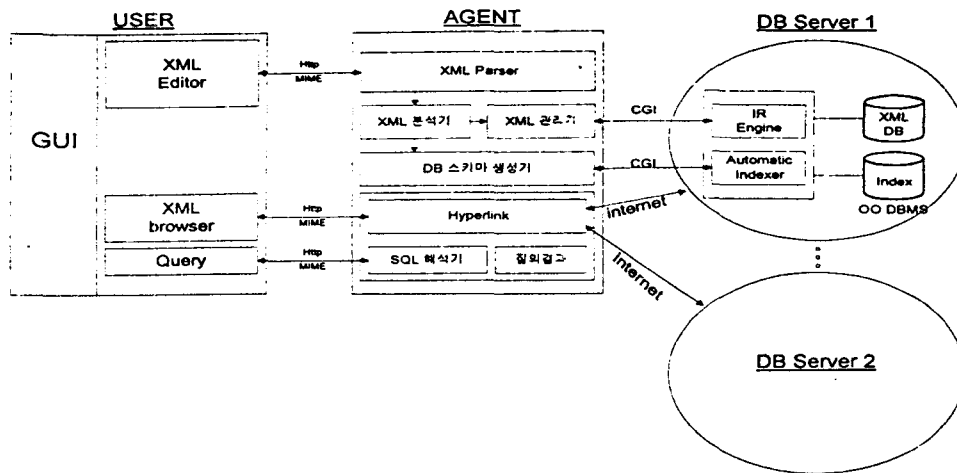 USER
AGENT
DB Server 1
GUI
XML
Editor
Http
MIME
XML Parser
XML 분석기
XML 관리기
CGI
IR
Engine
XML
DB
DB 스키마 생성기
CGI
Automatic
Indexer
Index
OO DBMS
XML
browser
Http
MIME
Hyperlink
internet
Query
Http
MIME
SQL 해석기
질의결과
Internet
DB Server 2